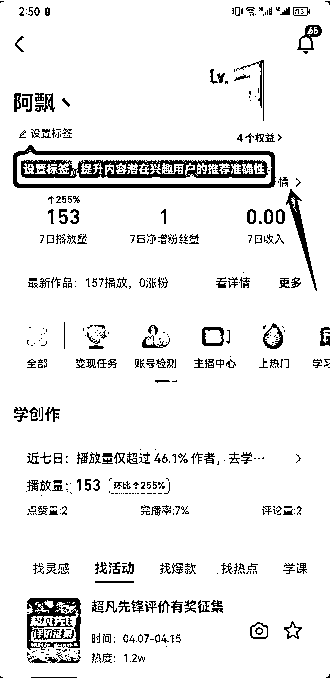 2:50
66
Lv.
阿飘
设置标签
4个权益>
设置标签，提升内容潜在兴趣用户的推荐准确性
情 >
↑255%
153
1
0.00
7日播放量
7日净增粉丝量
7日收入
最新作品：157播放，0涨粉
看详情
更多
全部
变现任务
账号检测
主播中心
上热门
学习
学创作
近七日：播放量仅超过 46.1% 作者，去学… >
播放量：153 环比↑255%
点赞量:2
完播率:7%
评论量:2
找灵感
找活动
找爆款
找热点
学课
超凡先锋评价有奖征集
时间：04.07-04.15
热度：1.2w